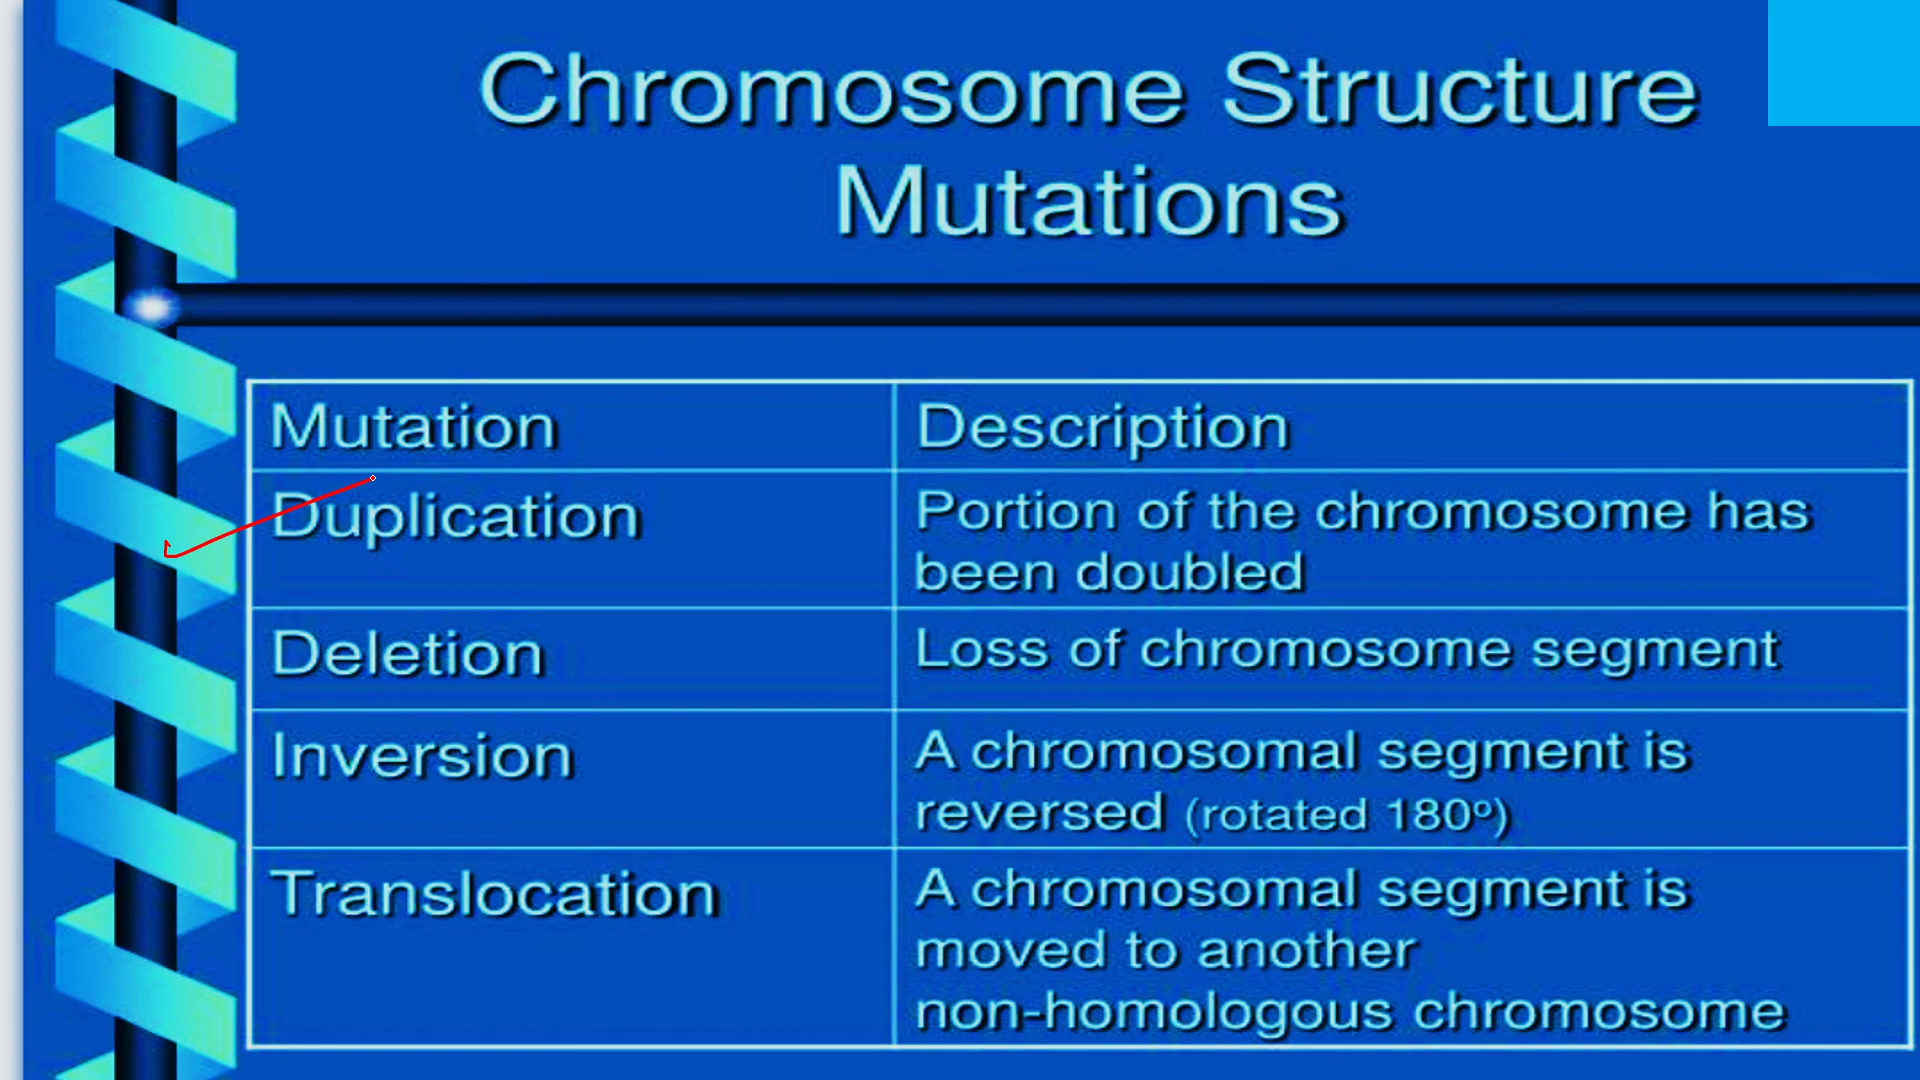 Chromosome Structure
Mutations
Mutation
Description
Duplication
Portion of the chromosome has
been doubled
Deletion
Loss of chromosome segment
Inversion
A chromosomal segment is
reversed (rotated 180º)
Translocation
A chromosomal segment is
moved to another
non-homologous chromosome